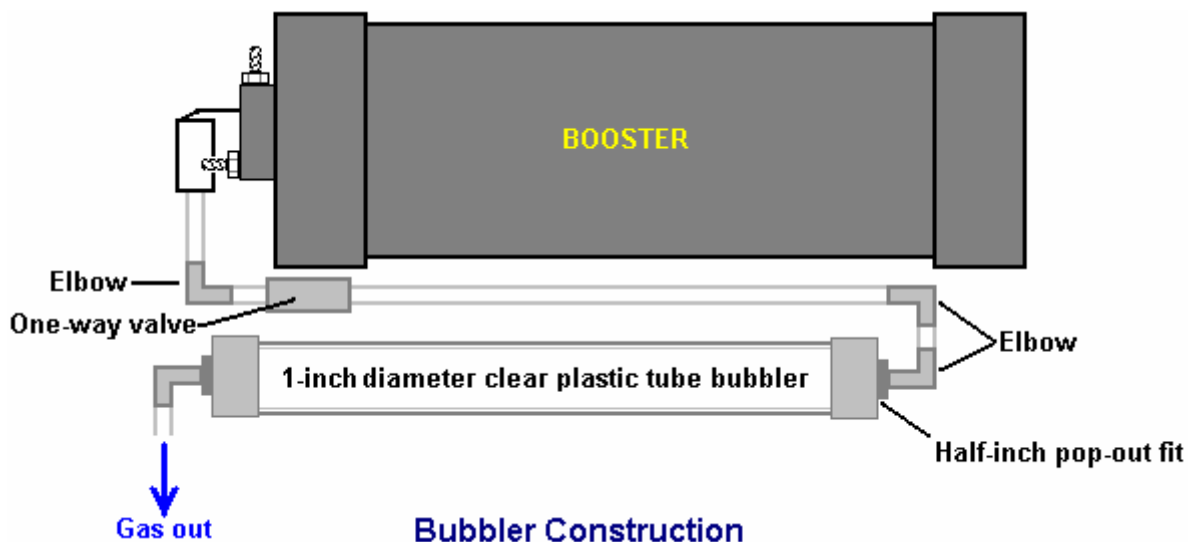 BOOSTER
Elbow
One-way valve
Elbow
1-inch diameter clear plastic tube bubbler
Half-inch pop-out fit
Gas out
Bubbler Construction